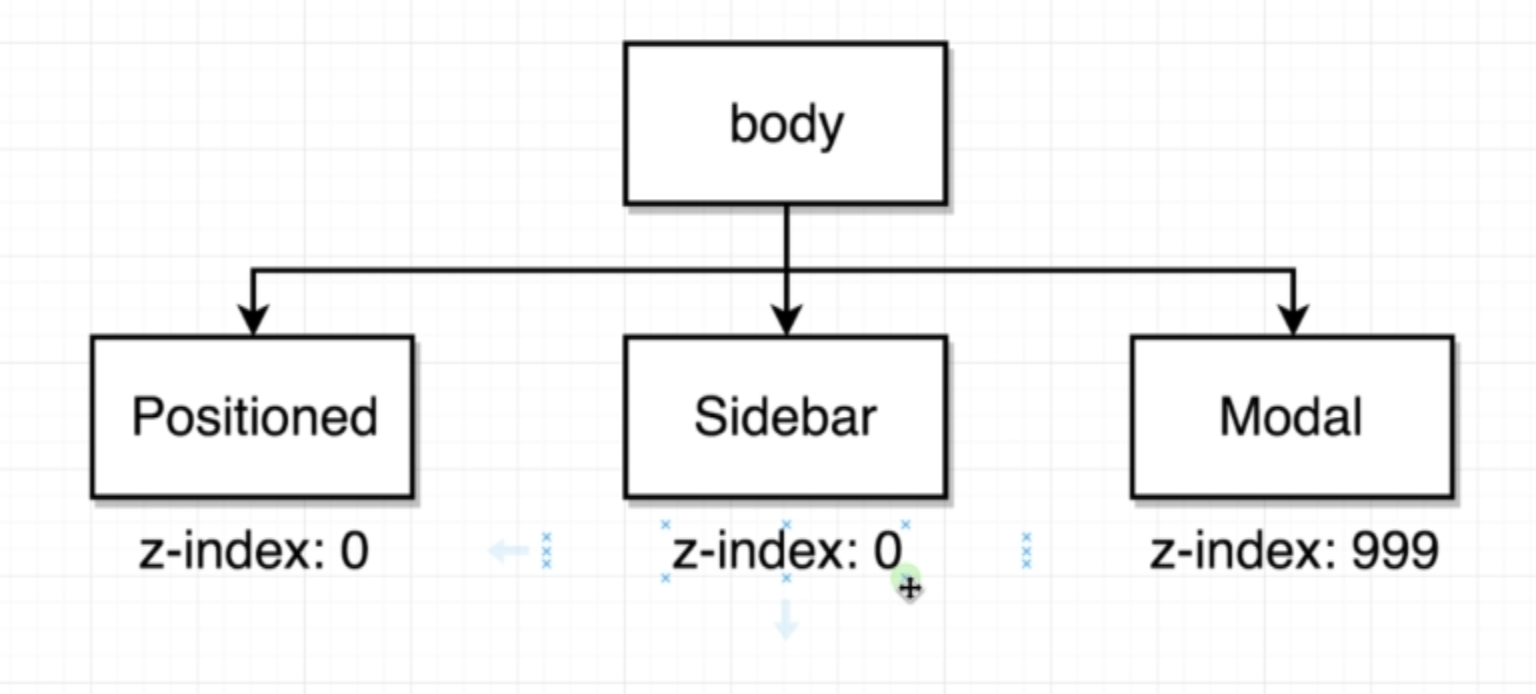 body
Positioned
Sidebar
Modal
z-index: 0
z-index: 0
z-index: 999